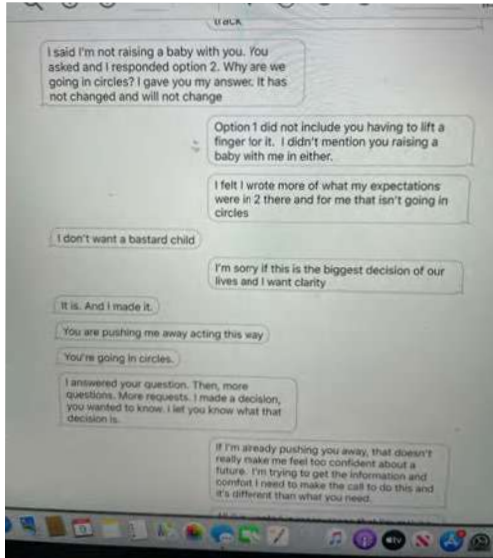 track
I said I'm not raising a baby with you. You
asked and I responded option 2. Why are we
going in circles? I gave you my answer. It has
not changed and will not change
Option 1 did not include you having to lift a
finger for it. I didn't mention you raising a
baby with me in either.
I felt I wrote more of what my expectations
were in 2 there and for me that isn't going in
circles
I don't want a bastard child
I'm sorry if this is the biggest decision of our
lives and I want clarity
It is. And I made it.
You are pushing me away acting this way
You're going in circles.
I answered your question. Then, more
questions. More requests. I made a decision,
you wanted to know. I let you know what that
decision is.
If I'm aready pushing you away, that doesn't
really make me feel too confident about a
future. I'm trying to get the information and
comfort I need to make the call to do this and
it's different than what you need.
tv